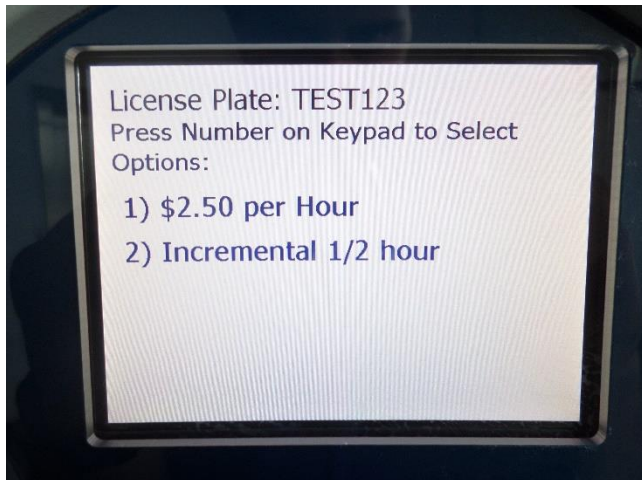 License Plate: TEST123
Press Number on Keypad to Select
Options:
1) $2.50 per Hour
2) Incremental 1/2 hour